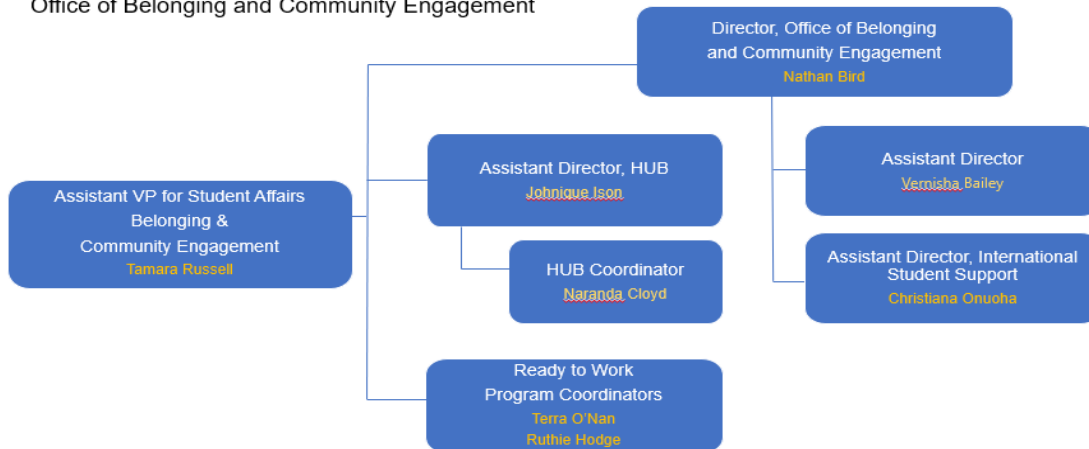 Office of Belonging and Community Engagement
Director, Office of Belonging
and Community Engagement
Nathan Bird
Assistant Director, HUB
Johnique Ison
Assistant Director
Vernisha Bailey
Assistant VP for Student Affairs
Belonging &
Community Engagement
Tamara Russell
HUB Coordinator
Naranda Cloyd
Assistant Director, International
Student Support
Christiana Onuoha
Ready to Work
Program Coordinators
Terra O'Nan
Ruthie Hodge